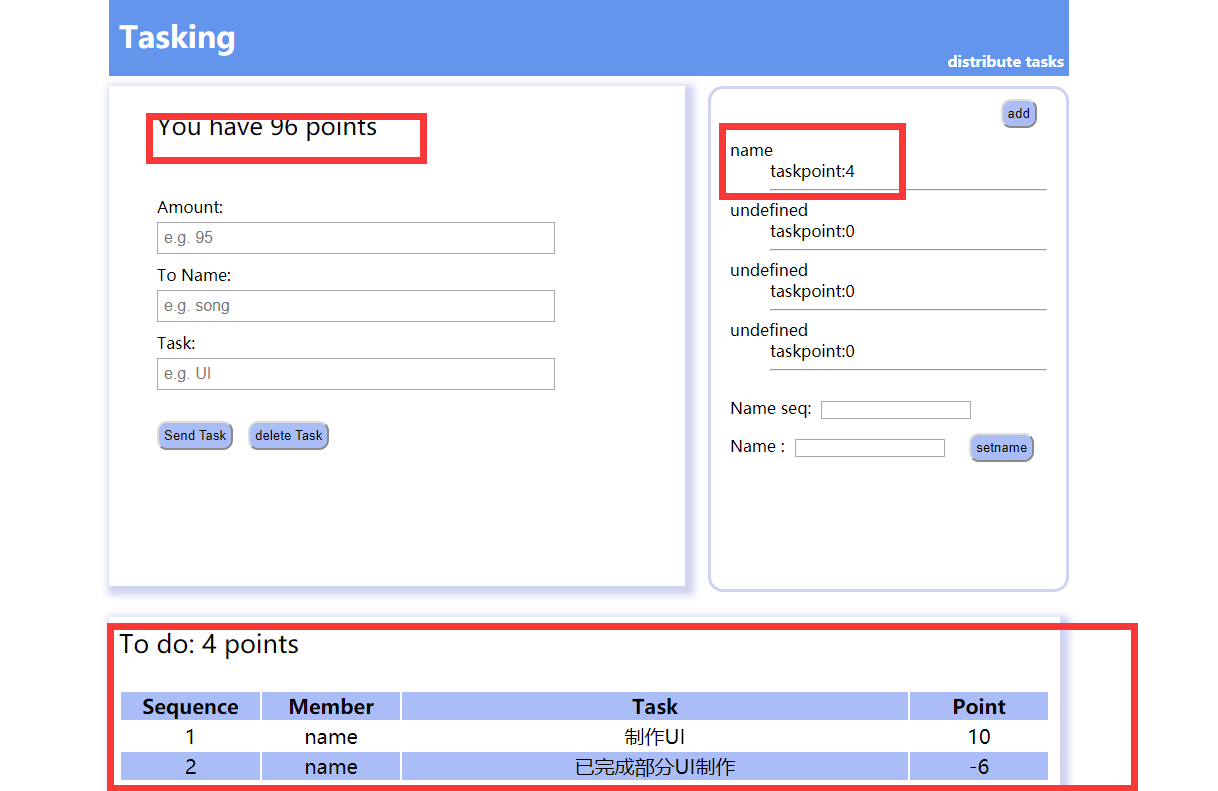 Tasking
distribute tasks
You have 96 points
Amount:
e.g. 95
To Name:
e.g. song
Task:
e.g. UI
Send Task delete Task
add
name
taskpoint:4
undefined
taskpoint:0
undefined
taskpoint:0
undefined
taskpoint:0
Name seq:
Name : setname
To do: 4 points
Sequence Member Task Point
1 name 制作UI 10
2 name 已完成部分UI制作 -6